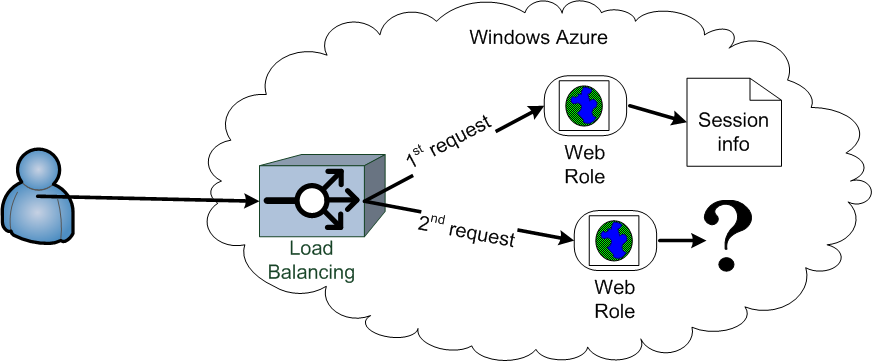 Windows Azure
1st request
Web
Role
Session
info
Load
Balancing
2nd request
Web
Role
?